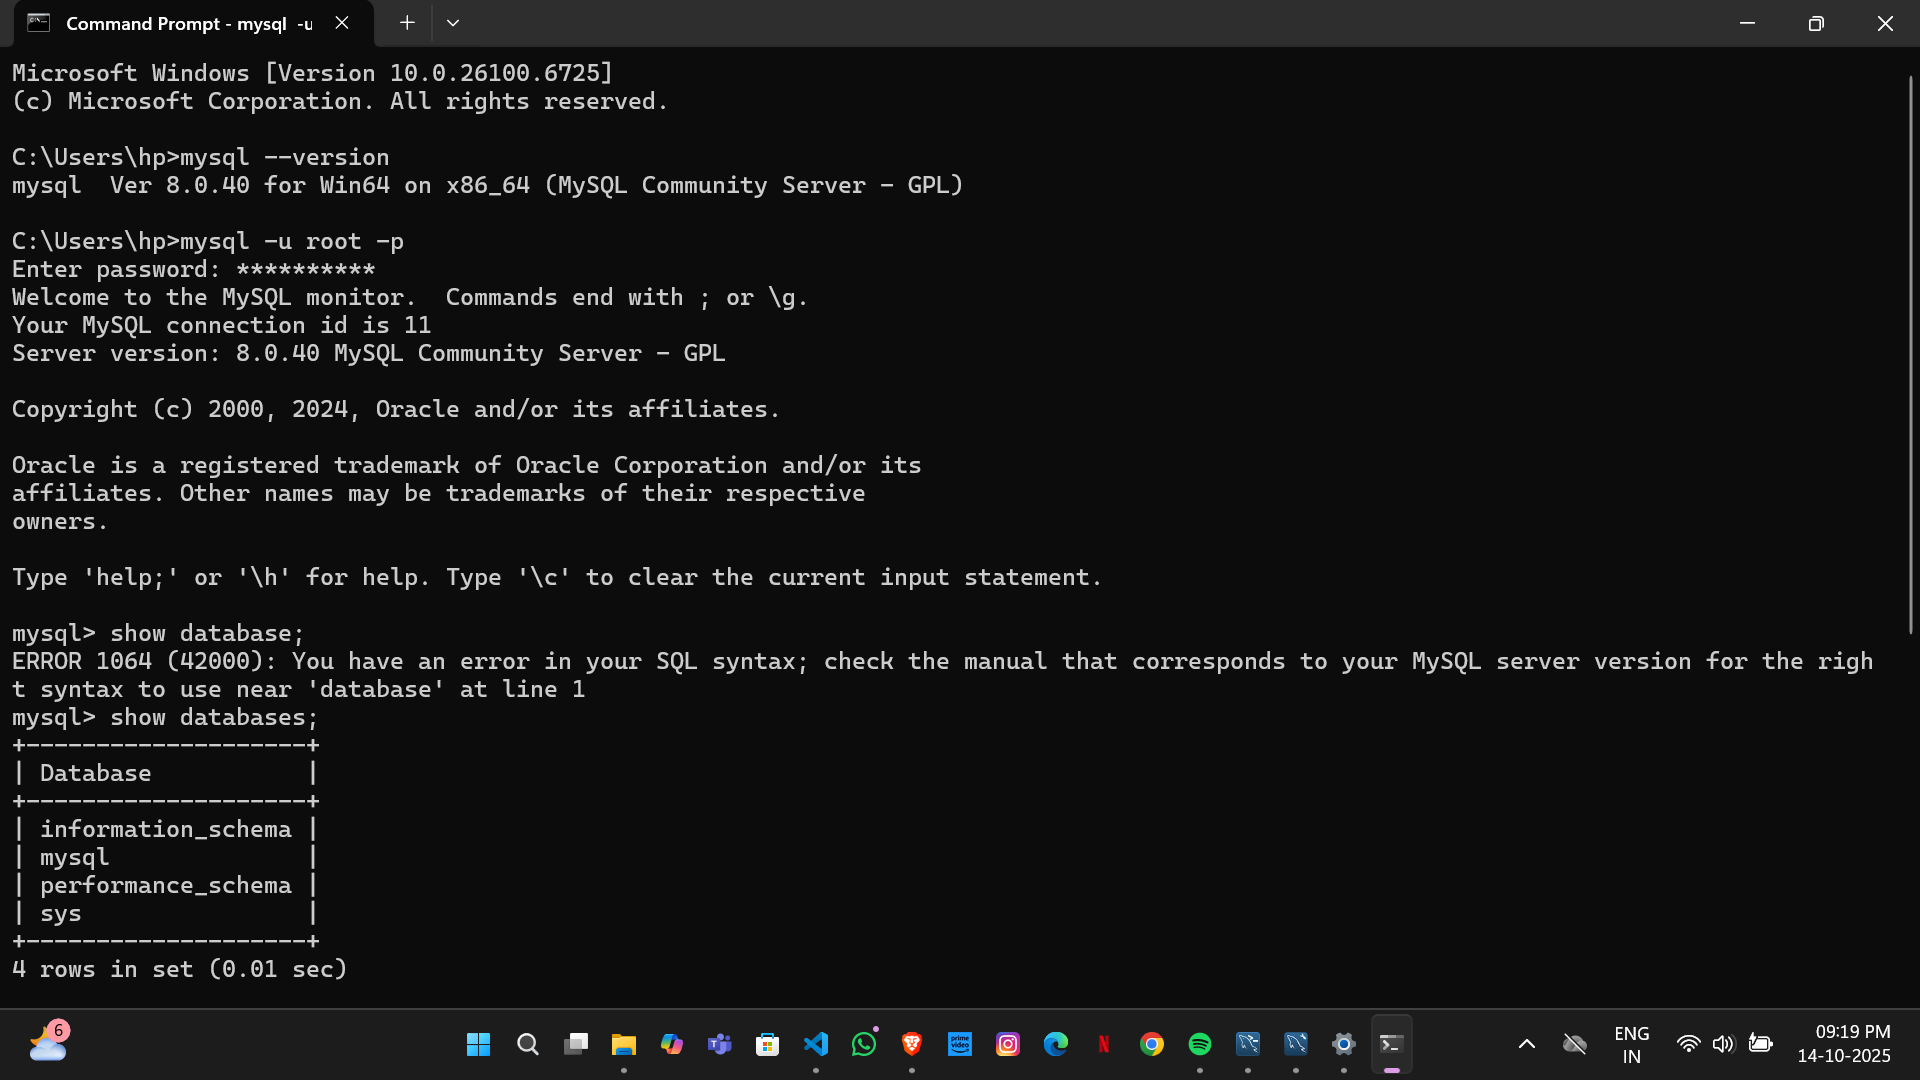 Command Prompt - mysql  -u
Microsoft Windows [Version 10.0.26100.6725]
(c) Microsoft Corporation. All rights reserved.
C:\Users\hp>mysql --version
mysql  Ver 8.0.40 for Win64 on x86_64 (MySQL Community Server - GPL)
C:\Users\hp>mysql -u root -p
Enter password: **********
Welcome to the MySQL monitor.  Commands end with ; or \g.
Your MySQL connection id is 11
Server version: 8.0.40 MySQL Community Server - GPL
Copyright (c) 2000, 2024, Oracle and/or its affiliates.
Oracle is a registered trademark of Oracle Corporation and/or its
affiliates. Other names may be trademarks of their respective
owners.
Type 'help;' or '\h' for help. Type '\c' to clear the current input statement.
mysql> show database;
ERROR 1064 (42000): You have an error in your SQL syntax; check the manual that corresponds to your MySQL server version for the righ
t syntax to use near 'database' at line 1
mysql> show databases;
+--------------------+
| Database           |
+--------------------+
| information_schema |
| mysql              |
| performance_schema |
| sys                |
+--------------------+
4 rows in set (0.01 sec)
6
prime video
N
ENG
IN
09:19 PM
14-10-2025